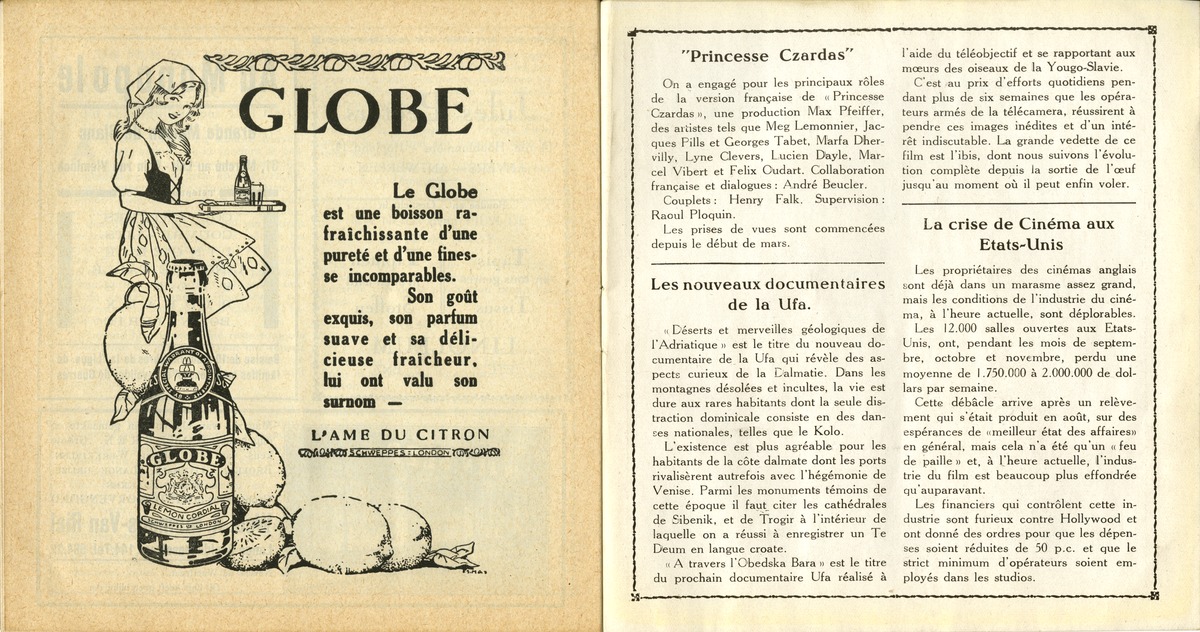 GLOBE
Le Globe
est une boisson ra-
fraîchissante d'une
pureté et d'une fines-
se incomparables.
Son goût
exquis, son parfum
suave et sa déli-
cieuse fraîcheur,
lui ont valu son
surnom —
L'AME DU CITRON
SCHWEPPES : LONDON
GLOBE
LEMON CORDIAL
SCHWEPPES LONDON
"Princesse Czardas"
On a engagé pour les principaux rôles
de la version française de « Princesse
Czardas », une production Max Pfeiffer,
des artistes tels que Meg Lemonnier, Jac-
ques Pills et Georges Tabet, Marfa Dher-
villy, Lyne Clevers, Lucien Dayle, Mar-
cel Vibert et Felix Oudart. Collaboration
française et dialogues : André Beucler.
Couplets : Henry Falk. Supervision :
Raoul Ploquin.
Les prises de vues sont commencées
depuis le début de mars.
Les nouveaux documentaires
de la Ufa.
« Déserts et merveilles géologiques de
l'Adriatique » est le titre du nouveau do-
cumentaire de la Ufa qui révèle des as-
pects curieux de la Dalmatie. Dans les
montagnes désolées et incultes, la vie est
dure aux rares habitants dont la seule dis-
traction dominicale consiste en des dan-
ses nationales, telles que le Kolo.
L'existence est plus agréable pour les
habitants de la côte dalmate dont les ports
rivalisèrent autrefois avec l'hégémonie de
Venise. Parmi les monuments témoins de
cette époque il faut citer les cathédrales
de Sibenik, et de Trogir à l'intérieur de
laquelle on a réussi à enregistrer un Te
Deum en langue croate.
« A travers l'Obedska Bara » est le titre
du prochain documentaire Ufa réalisé à
l'aide du téléobjectif et se rapportant aux
mœurs des oiseaux de la Yougo-Slavie.
C'est au prix d'efforts quotidiens pen-
dant plus de six semaines que les opéra-
teurs armés de la télécamera, réussirent à
pendre ces images inédites et d'un inté-
rêt indiscutable. La grande vedette de ce
film est l'ibis, dont nous suivons l'évolu-
tion complète depuis la sortie de l'œuf
jusqu'au moment où il peut enfin voler.
La crise de Cinéma aux
Etats-Unis
Les propriétaires des cinémas anglais
sont déjà dans un marasme assez grand,
mais les conditions de l'industrie du ciné-
ma, à l'heure actuelle, sont déplorables.
Les 12.000 salles ouvertes aux Etats-
Unis, ont, pendant les mois de septem-
bre, octobre et novembre, perdu une
moyenne de 1.750.000 à 2.000.000 de dol-
lars par semaine.
Cette débâcle arrive après un relève-
ment qui s'était produit en août, sur des
espérances de «meilleur état des affaires»
en général, mais cela n'a été qu'un « feu
de paille » et, à l'heure actuelle, l'indus-
trie du film est beaucoup plus effondrée
qu'auparavant.
Les financiers qui contrôlent cette in-
dustrie sont furieux contre Hollywood et
ont donné des ordres pour que les dépen-
ses soient réduites de 50 p.c. et que le
strict minimum d'opérateurs soient em-
ployés dans les studios.